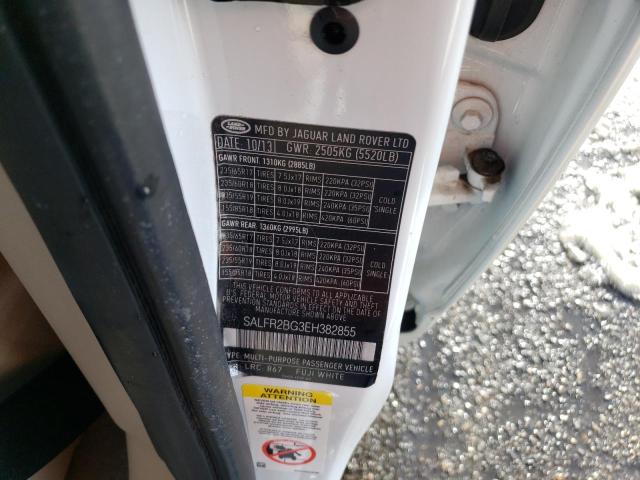 LAND ROVER
MFD BY JAGUAR LAND ROVER LTD
DATE: 10/13 GWR: 2505KG (5520LB)
GAWR FRONT: 1310KG (2885LB)
235/65R17 TIRES 7.5JX17 RIMS 220KPA (32PSI)
235/60R18 TIRES 8.0JX18 RIMS 220KPA (32PSI) COLD
235/55R19 TIRES 8.0JX19 RIMS 240KPA (35PSI) SINGLE
155/85R18 TIRES 4.0JX18 RIMS 420KPA (60PSI)
GAWR REAR: 1360KG (2995LB)
235/65R17 TIRES 7.5JX17 RIMS 220KPA (32PSI)
235/60R18 TIRES 8.0JX18 RIMS 220KPA (32PSI) COLD
235/55R19 TIRES 8.0JX19 RIMS 240KPA (35PSI) SINGLE
155/85R18 TIRES 4.0JX18 RIMS 420KPA (60PSI)
THIS VEHICLE CONFORMS TO ALL APPLICABLE
U.S. FEDERAL MOTOR VEHICLE SAFETY AND THEFT
PREVENTION STANDARDS IN EFFECT ON THE DATE OF
MANUFACTURE SHOWN ABOVE
SALFR2BG3EH382855
TYPE: MULTI-PURPOSE PASSENGER VEHICLE
LRC: 867 FUJI WHITE
WARNING
ATTENTION